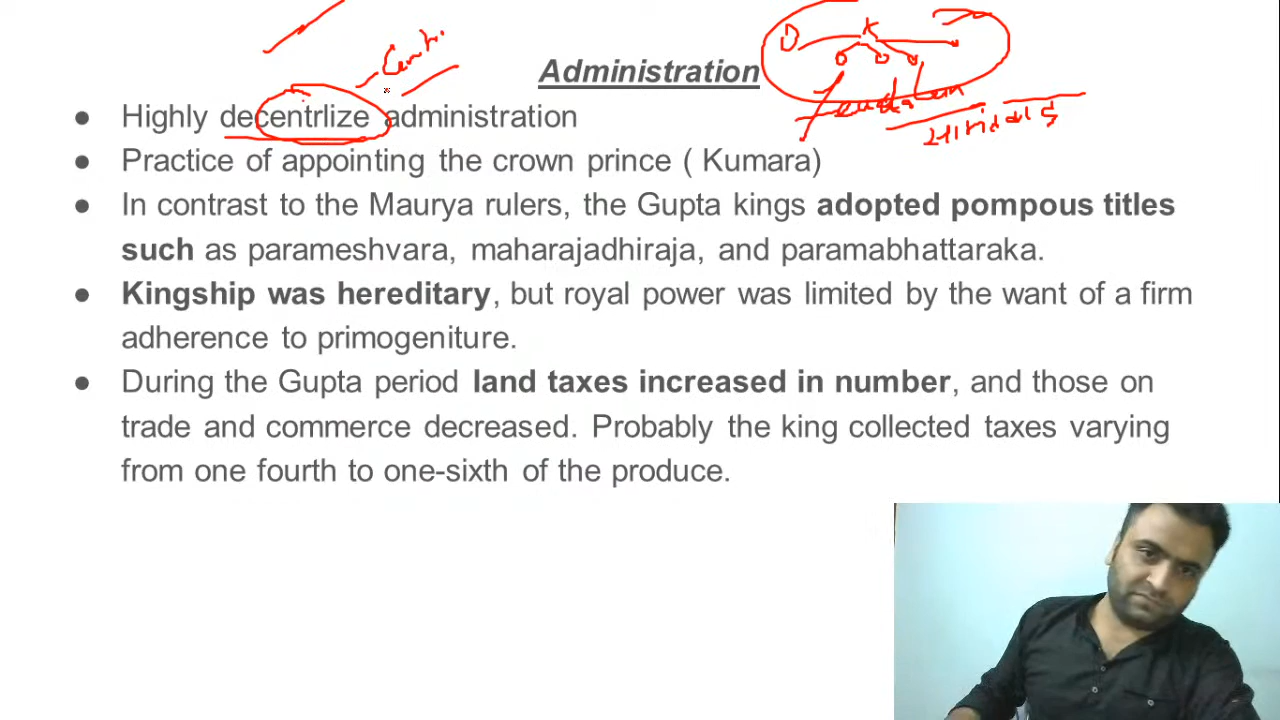 D K
Administration
Feudalism
● Highly decentrlize administration
● Practice of appointing the crown prince ( Kumara)
● In contrast to the Maurya rulers, the Gupta kings adopted pompous titles
such as parameshvara, maharajadhiraja, and paramabhattaraka.
● Kingship was hereditary, but royal power was limited by the want of a firm
adherence to primogeniture.
● During the Gupta period land taxes increased in number, and those on
trade and commerce decreased. Probably the king collected taxes varying
from one fourth to one-sixth of the produce.